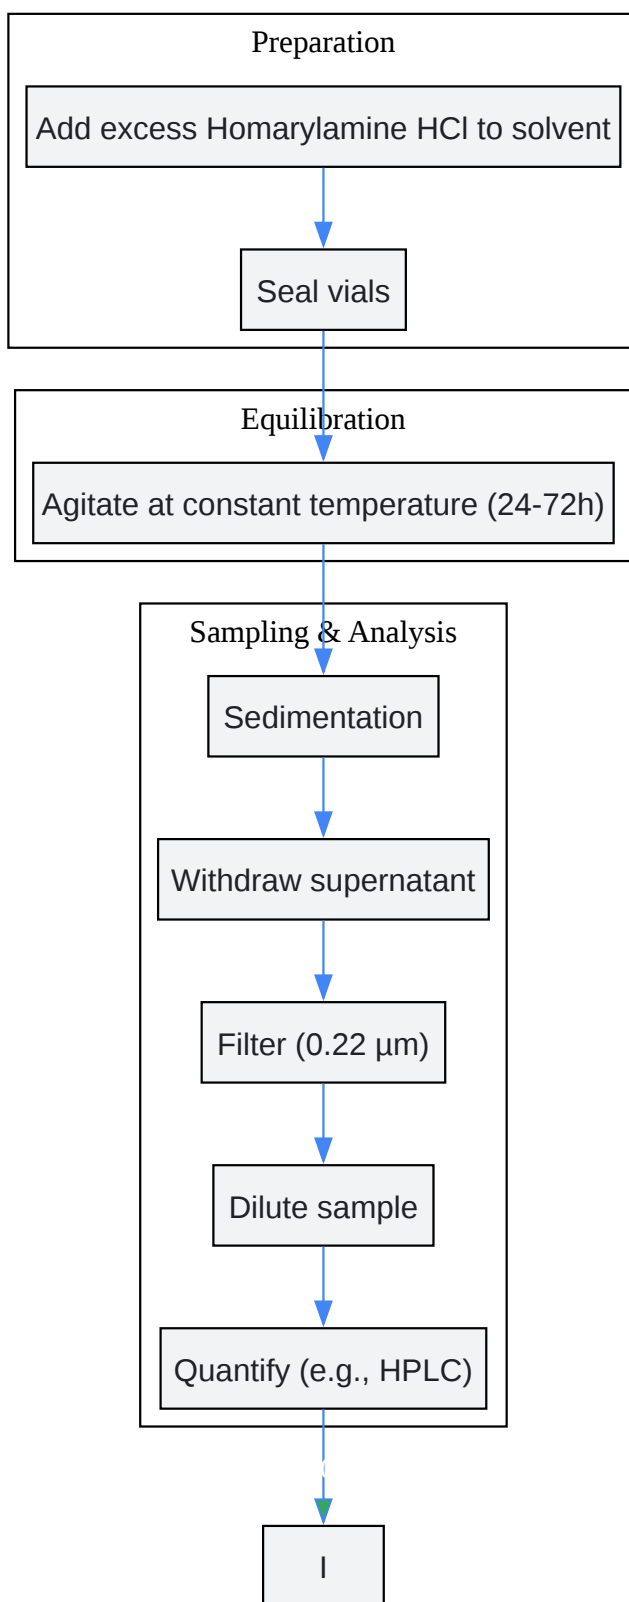 Preparation
Add excess Homarylamine HCl to solvent
Seal vials
Equilibration
Agitate at constant temperature (24-72h)
Sampling & Analysis
Sedimentation
Withdraw supernatant
Filter (0.22 µm)
Dilute sample
Quantify (e.g., HPLC)
I